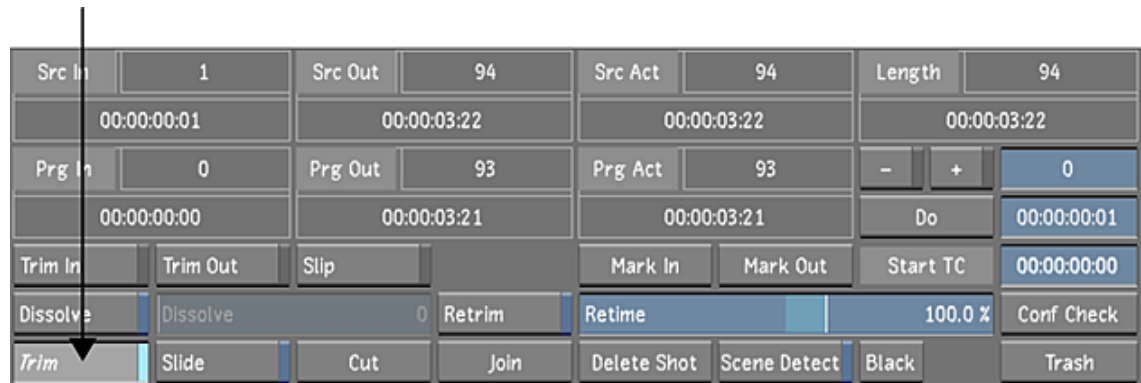 Src In 1 Src Out 94 Src Act 94 Length 94
00:00:00:01 00:00:03:22 00:00:03:22 00:00:03:22
Prg In 0 Prg Out 93 Prg Act 93 - + 0
00:00:00:00 00:00:03:21 00:00:03:21 Do 00:00:00:01
Trim In Trim Out Slip Mark In Mark Out Start TC 00:00:00:00
Dissolve Dissolve 0 Retrim Retime 100.0 % Conf Check
Trim Slide Cut Join Delete Shot Scene Detect Black Trash